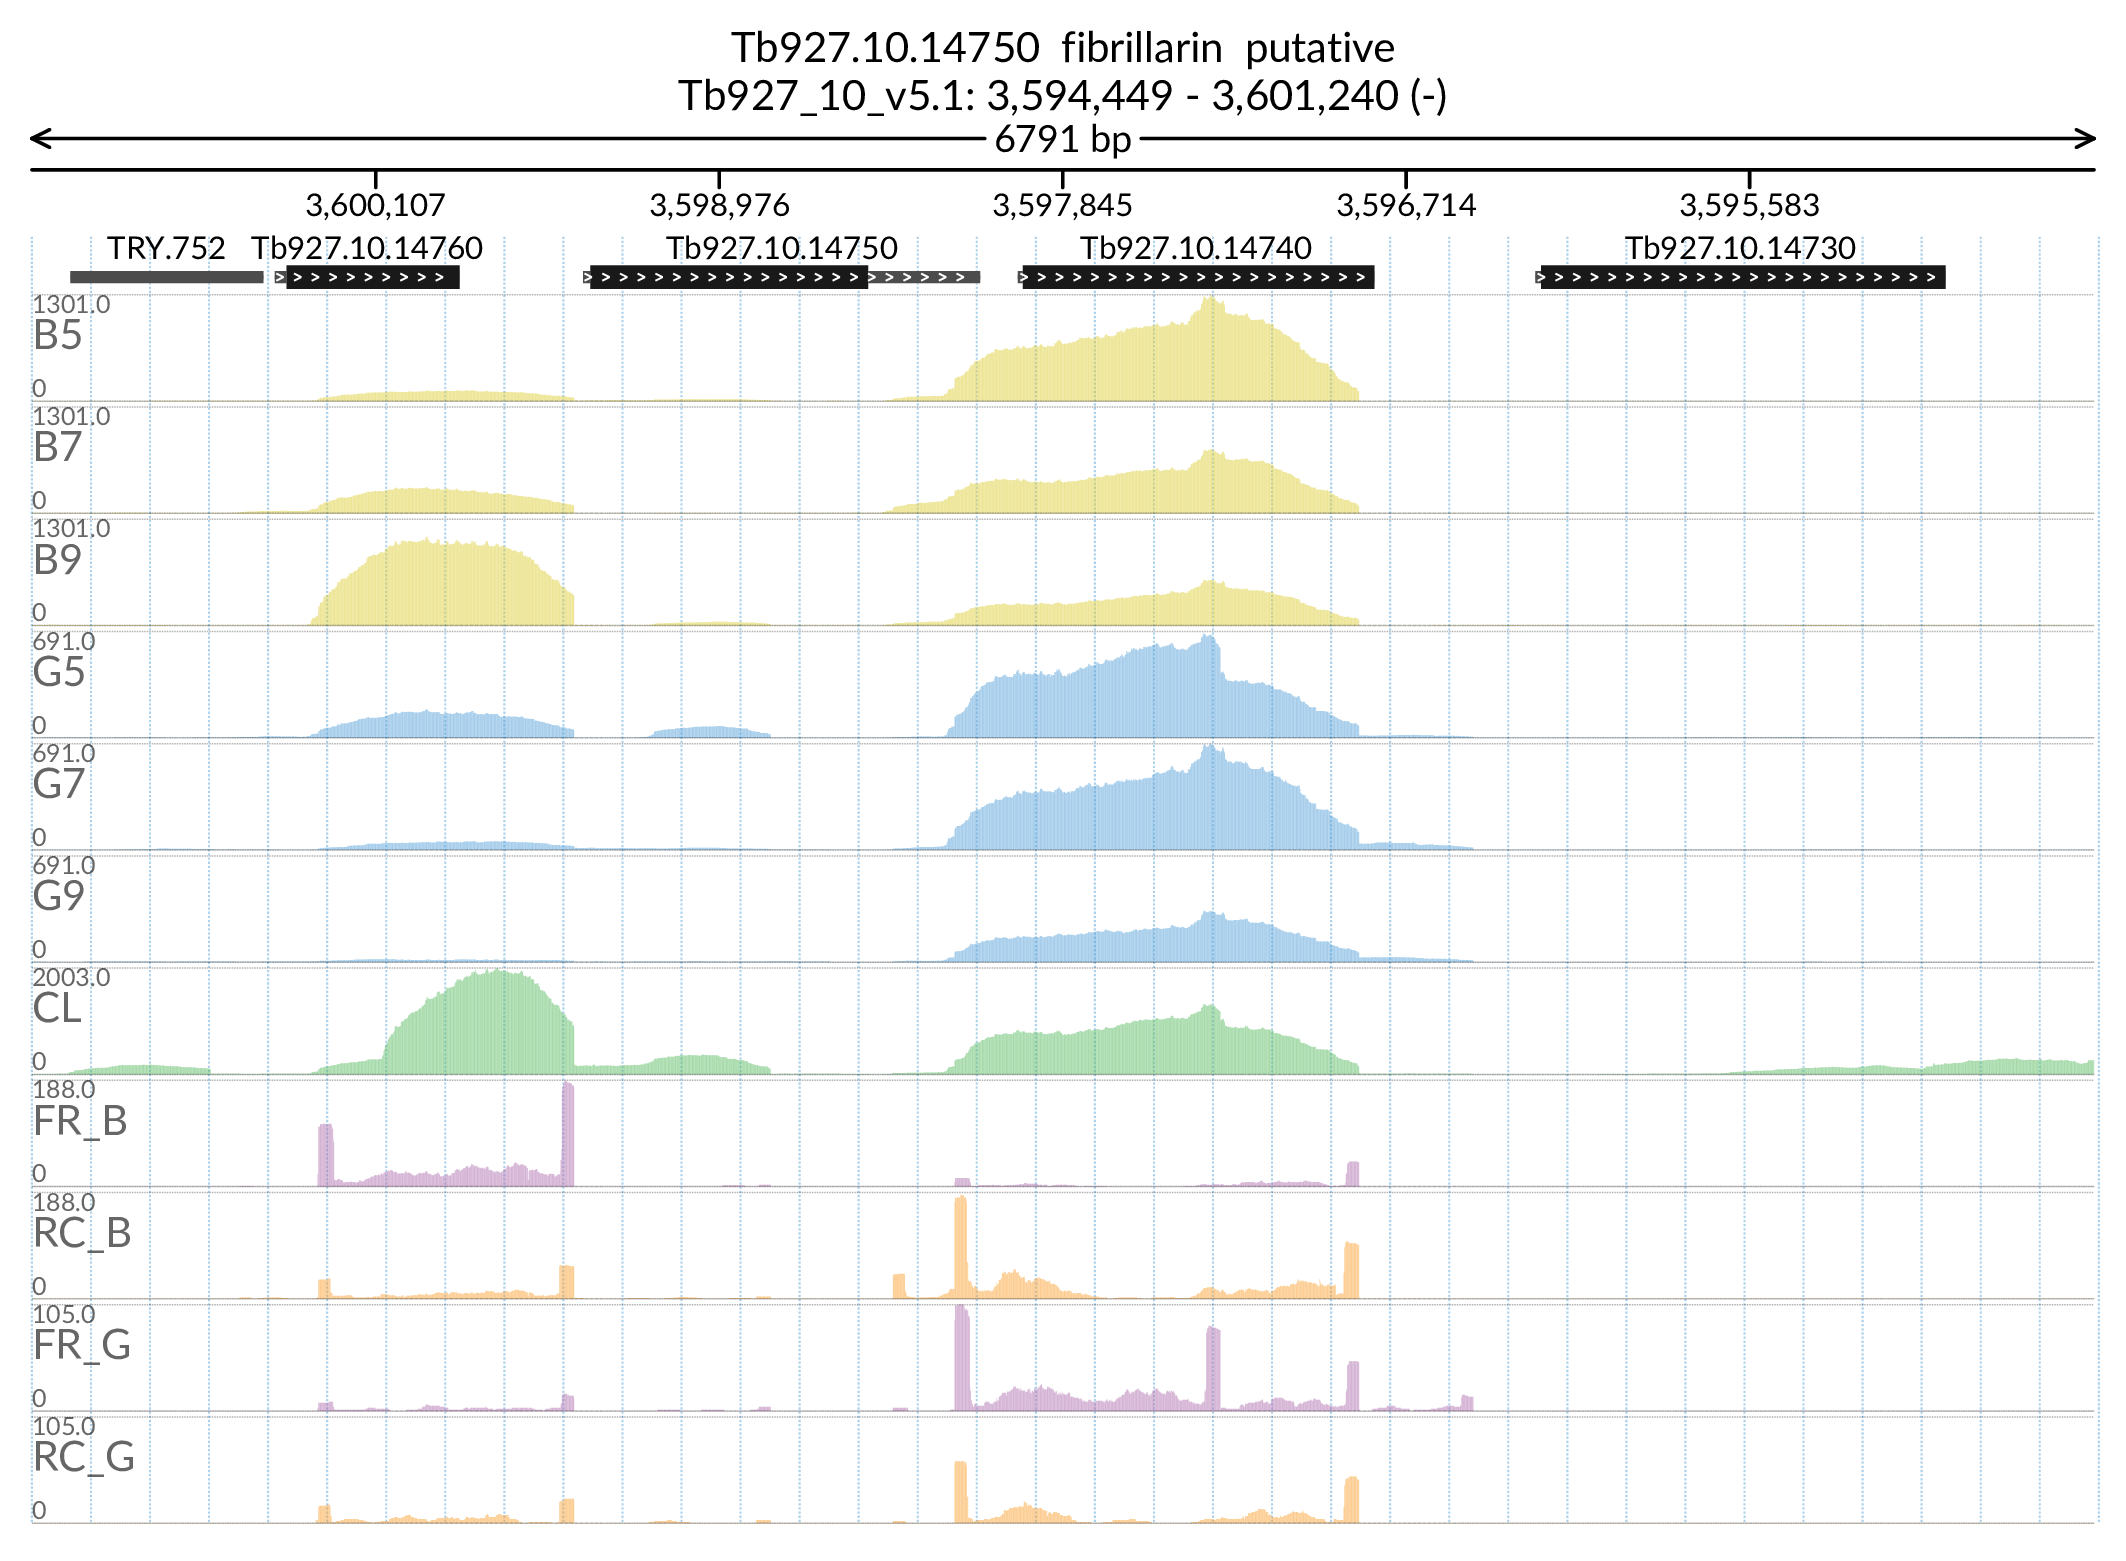 Tb927.10.14750 fibrillarin putative
Tb927_10_v5.1: 3,594,449 - 3,601,240 (-)
6791 bp
3,600,107 3,598,976 3,597,845 3,596,714 3,595,583
TRY.752 Tb927.10.14760 Tb927.10.14750 Tb927.10.14740 Tb927.10.14730
1301.0
B5
0
1301.0
B7
0
1301.0
B9
0
691.0
G5
0
691.0
G7
0
691.0
G9
0
2003.0
CL
0
188.0
FR_B
0
188.0
RC_B
0
105.0
FR_G
0
105.0
RC_G
0